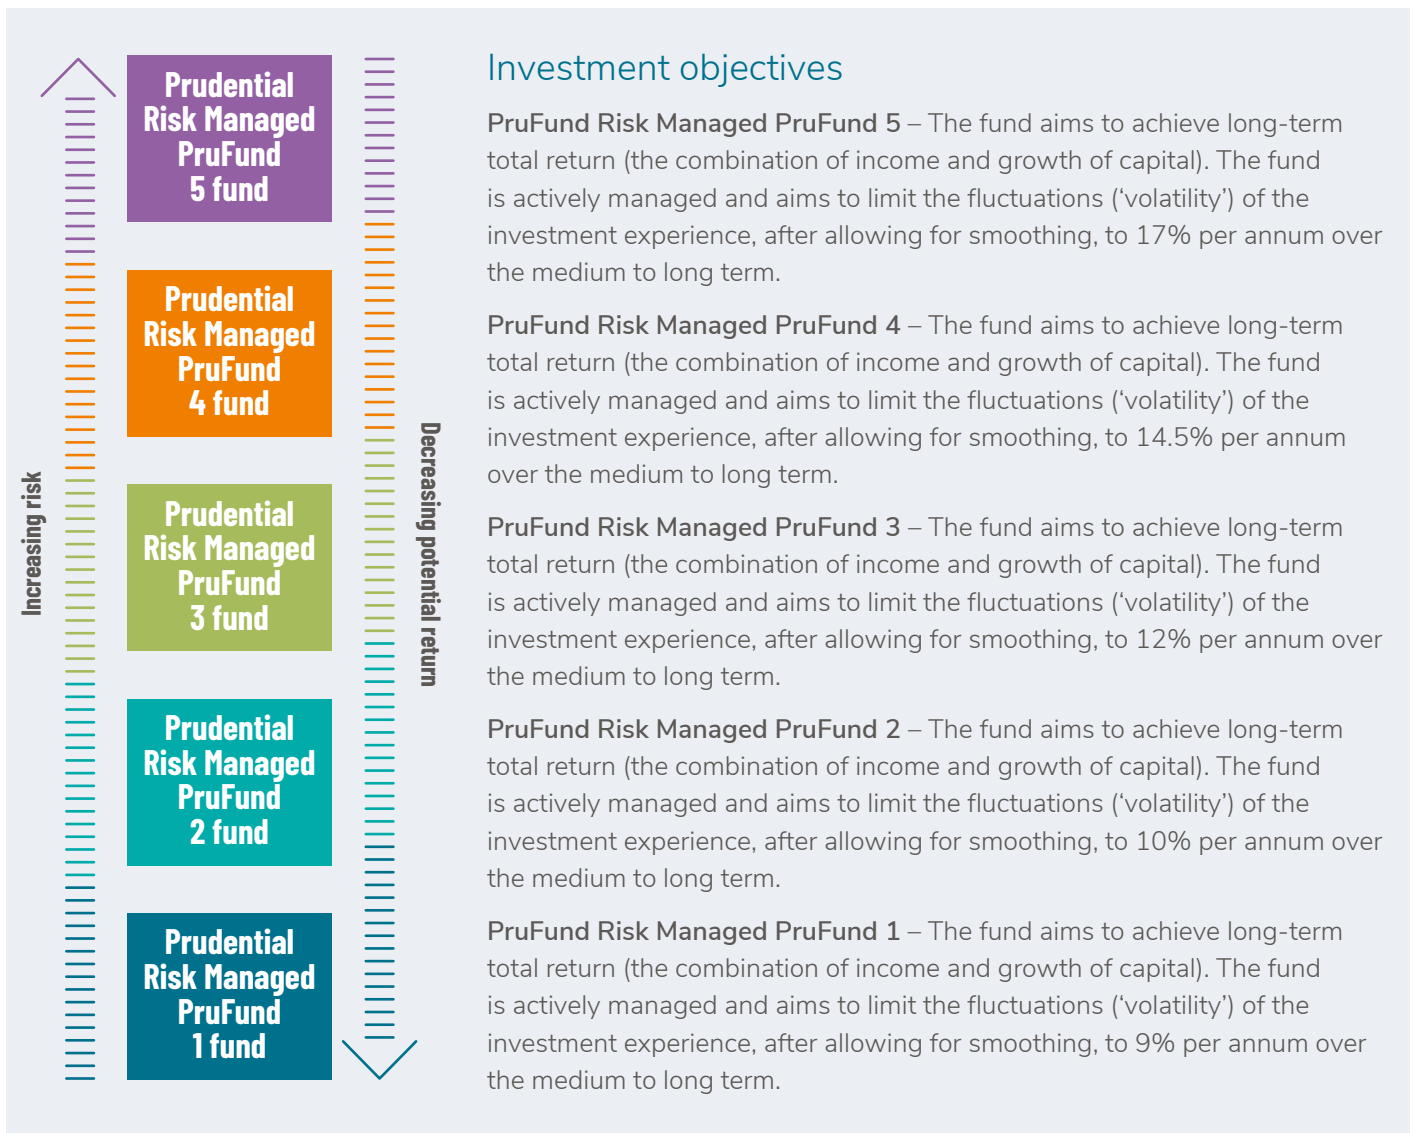 Increasing risk
Prudential
Risk Managed
PruFund
5 fund
Prudential
Risk Managed
PruFund
4 fund
Prudential
Risk Managed
PruFund
3 fund
Prudential
Risk Managed
PruFund
2 fund
Prudential
Risk Managed
PruFund
1 fund
Decreasing potential return
Investment objectives
PruFund Risk Managed PruFund 5 – The fund aims to achieve long-term
total return (the combination of income and growth of capital). The fund
is actively managed and aims to limit the fluctuations (‘volatility’) of the
investment experience, after allowing for smoothing, to 17% per annum over
the medium to long term.
PruFund Risk Managed PruFund 4 – The fund aims to achieve long-term
total return (the combination of income and growth of capital). The fund
is actively managed and aims to limit the fluctuations (‘volatility’) of the
investment experience, after allowing for smoothing, to 14.5% per annum
over the medium to long term.
PruFund Risk Managed PruFund 3 – The fund aims to achieve long-term
total return (the combination of income and growth of capital). The fund
is actively managed and aims to limit the fluctuations (‘volatility’) of the
investment experience, after allowing for smoothing, to 12% per annum over
the medium to long term.
PruFund Risk Managed PruFund 2 – The fund aims to achieve long-term
total return (the combination of income and growth of capital). The fund
is actively managed and aims to limit the fluctuations (‘volatility’) of the
investment experience, after allowing for smoothing, to 10% per annum over
the medium to long term.
PruFund Risk Managed PruFund 1 – The fund aims to achieve long-term
total return (the combination of income and growth of capital). The fund
is actively managed and aims to limit the fluctuations (‘volatility’) of the
investment experience, after allowing for smoothing, to 9% per annum over
the medium to long term.